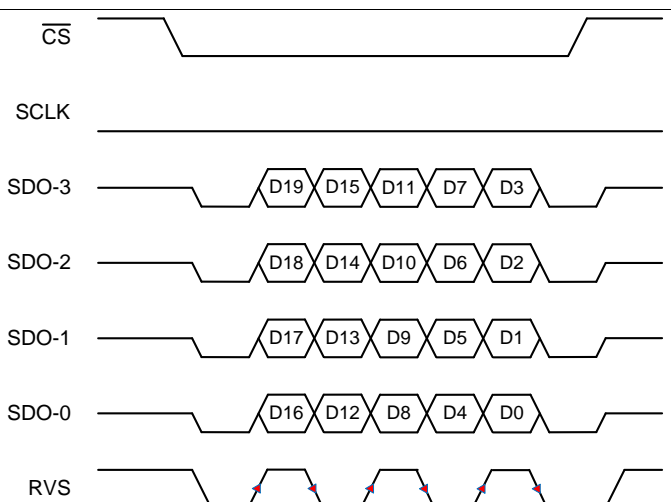 CS
SCLK
SDO-3 D19 D15 D11 D7 D3
SDO-2 D18 D14 D10 D6 D2
SDO-1 D17 D13 D9 D5 D1
SDO-0 D16 D12 D8 D4 D0
RVS